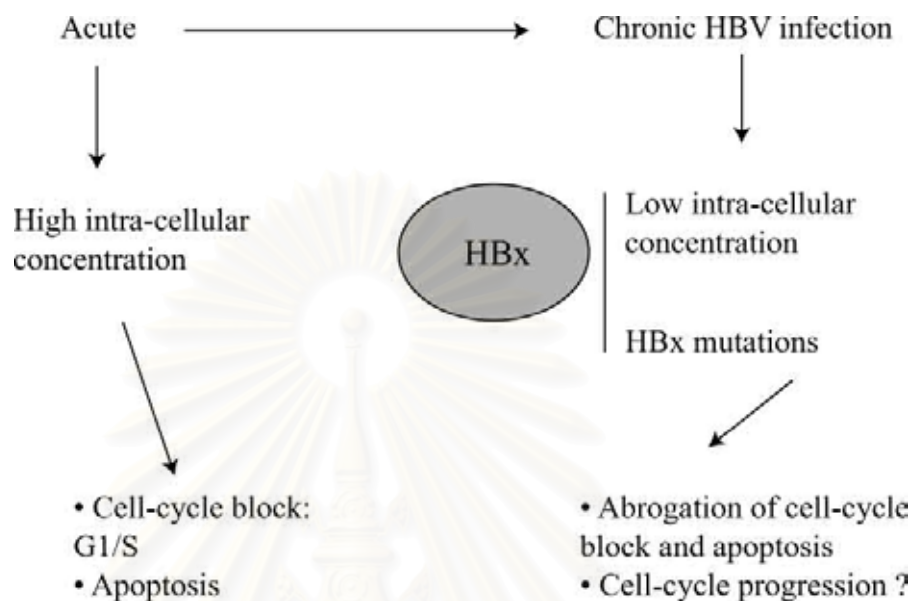 Acute
Chronic HBV infection
High intra-cellular
concentration
HBx
Low intra-cellular
concentration
HBx mutations
• Cell-cycle block:
G1/S
• Apoptosis
• Abrogation of cell-cycle
block and apoptosis
• Cell-cycle progression ?